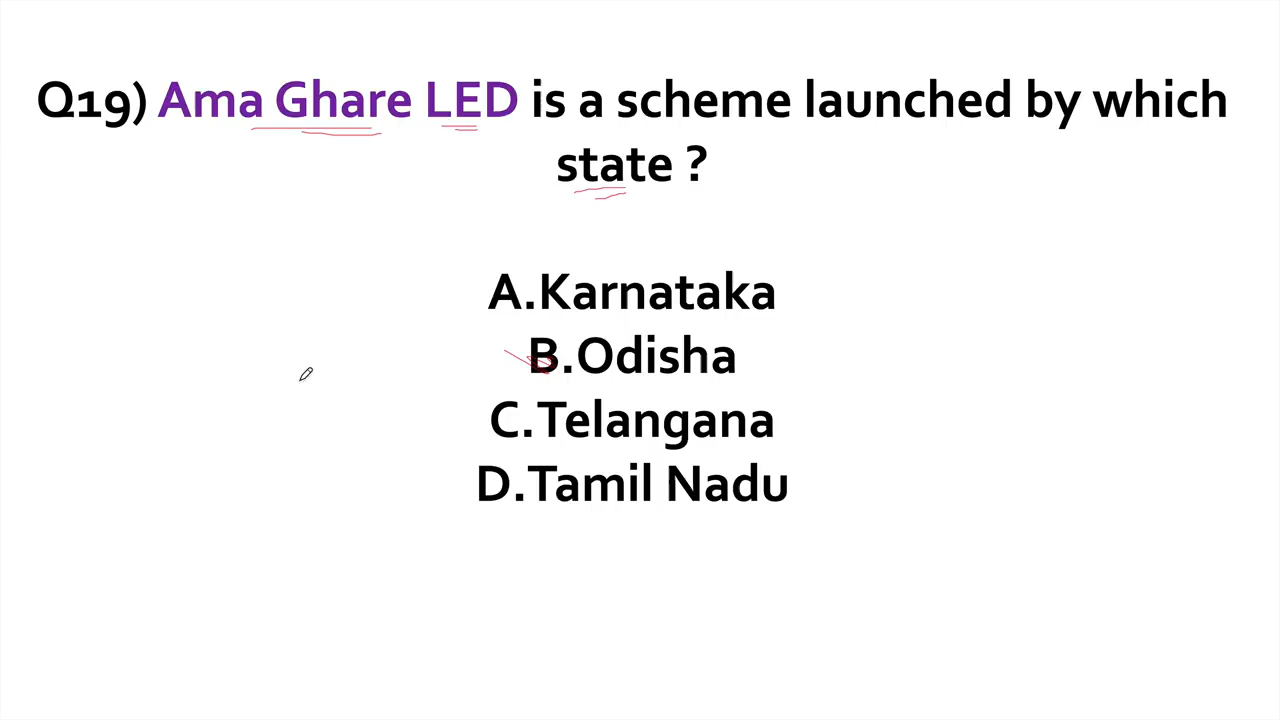 Q19) Ama Ghare LED is a scheme launched by which
state ?
A.Karnataka
B.Odisha
C.Telangana
D.Tamil Nadu